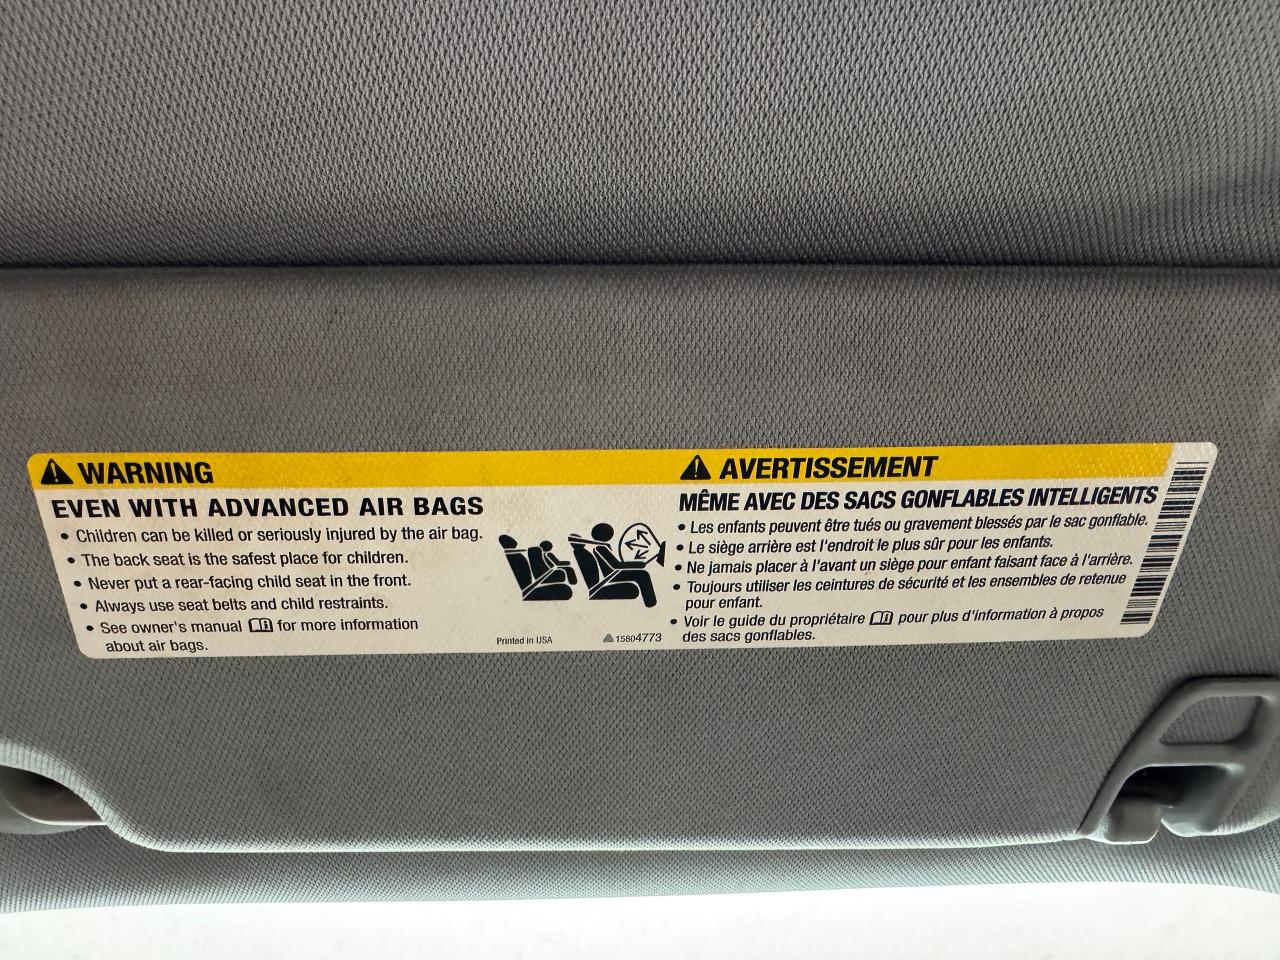 WARNING
EVEN WITH ADVANCED AIR BAGS
• Children can be killed or seriously injured by the air bag.
• The back seat is the safest place for children.
• Never put a rear-facing child seat in the front.
• Always use seat belts and child restraints.
• See owner's manual for more information
about air bags.
Printed in USA
15804773
AVERTISSEMENT
MÊME AVEC DES SACS GONFLABLES INTELLIGENTS
• Les enfants peuvent être tués ou gravement blessés par le sac gonflable.
• Le siège arrière est l'endroit le plus sûr pour les enfants.
• Ne jamais placer à l'avant un siège pour enfant faisant face à l'arrière.
• Toujours utiliser les ceintures de sécurité et les ensembles de retenue
pour enfant.
• Voir le guide du propriétaire pour plus d'information à propos
des sacs gonflables.